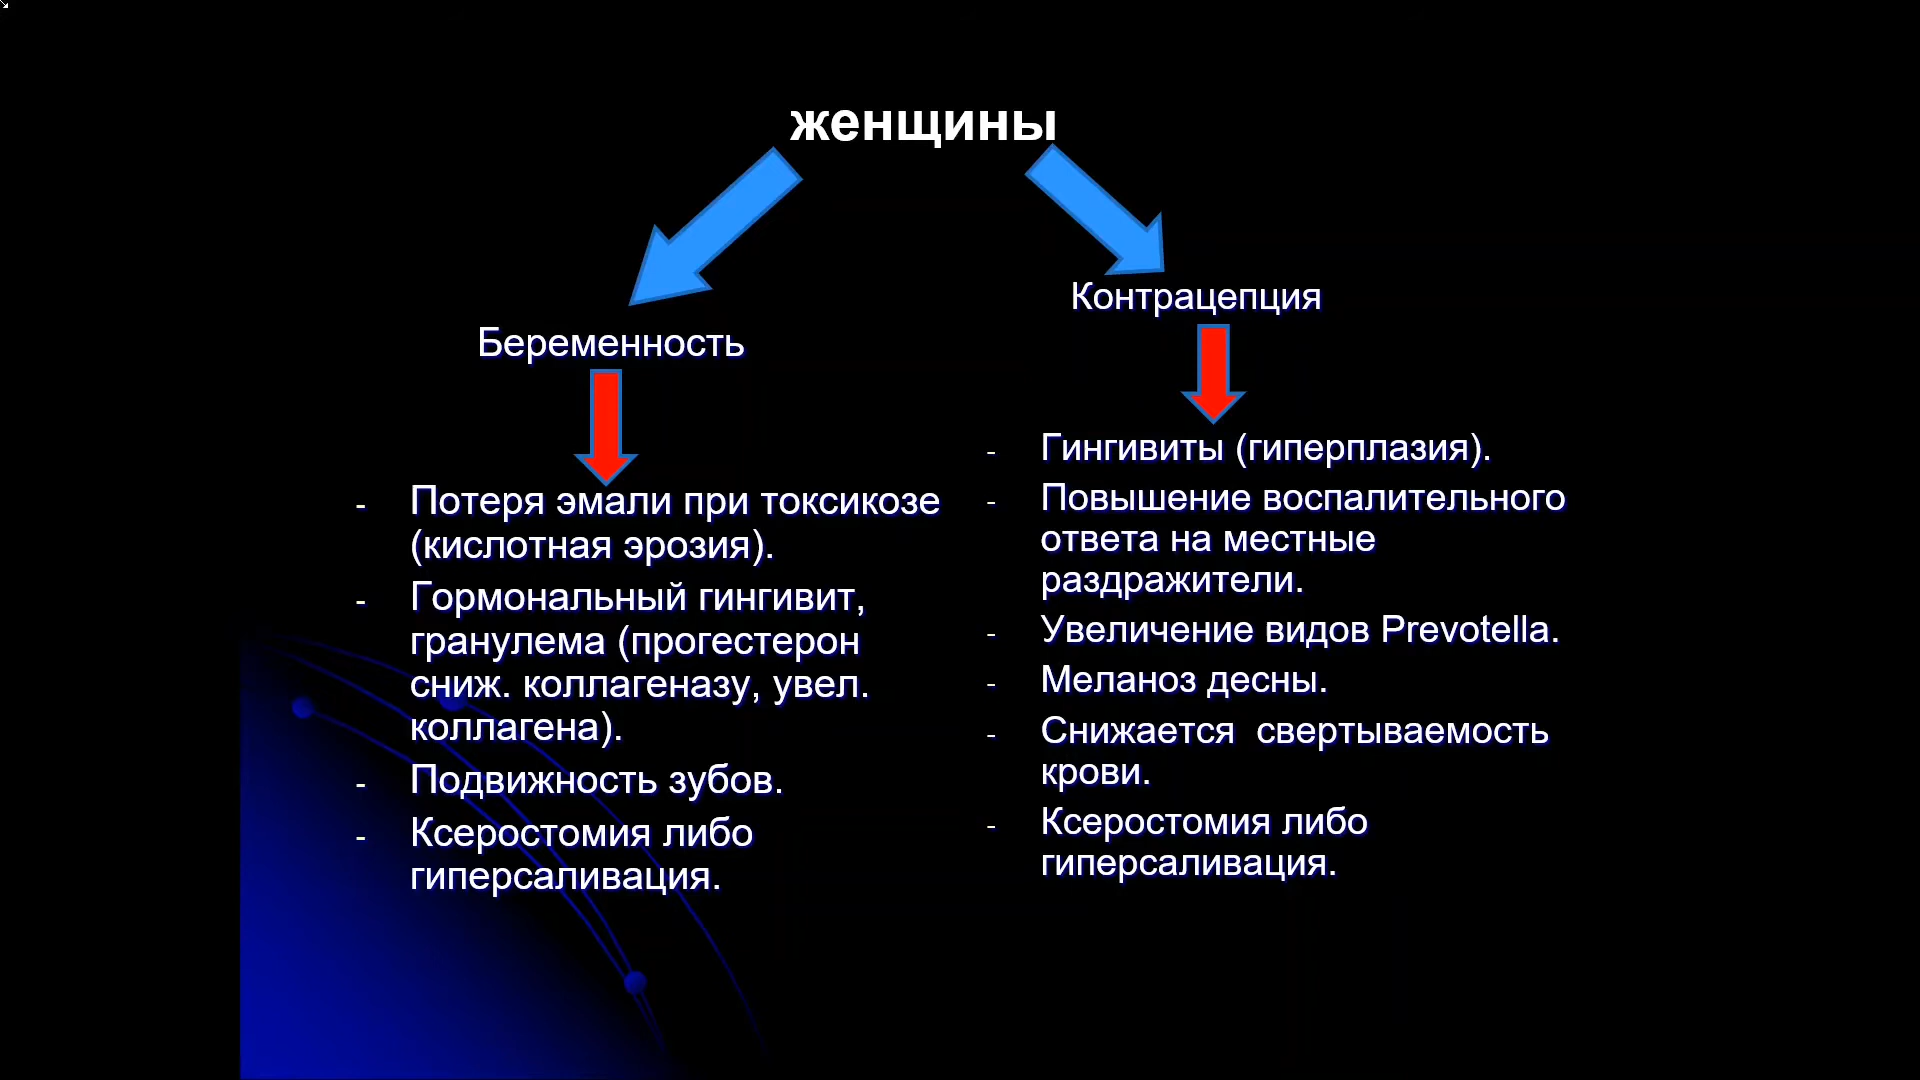 женщины
Беременность
- Потеря эмали при токсикозе
(кислотная эрозия).
- Гормональный гингивит,
гранулема (прогестерон
сниж. коллагеназу, увел.
коллагена).
- Подвижность зубов.
- Ксеростомия либо
гиперсаливация.
Контрацепция
- Гингивиты (гиперплазия).
- Повышение воспалительного
ответа на местные
раздражители.
- Увеличение видов Prevotella.
- Меланоз десны.
- Снижается  свертываемость
крови.
- Ксеростомия либо
гиперсаливация.